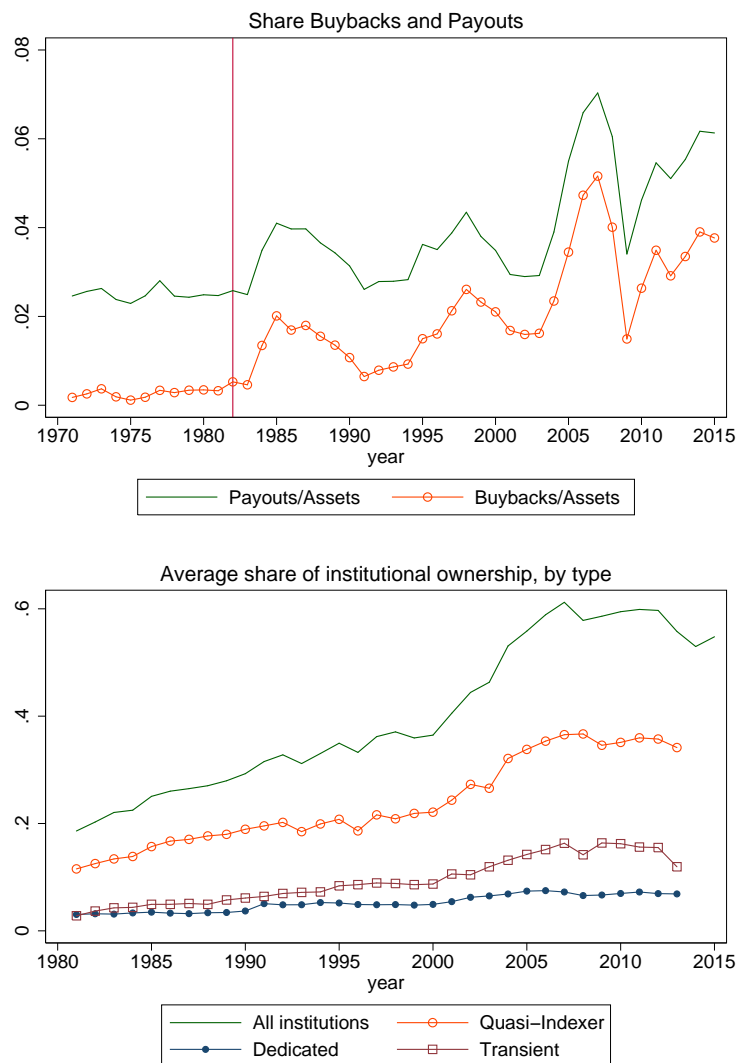 Share Buybacks and Payouts
.08
.06
.04
.02
0
1970 1975 1980 1985 1990 1995 2000 2005 2010 2015
year
Payouts/Assets Buybacks/Assets
Average share of institutional ownership, by type
.6
.4
.2
0
1980 1985 1990 1995 2000 2005 2010 2015
year
All institutions Quasi−Indexer
Dedicated Transient